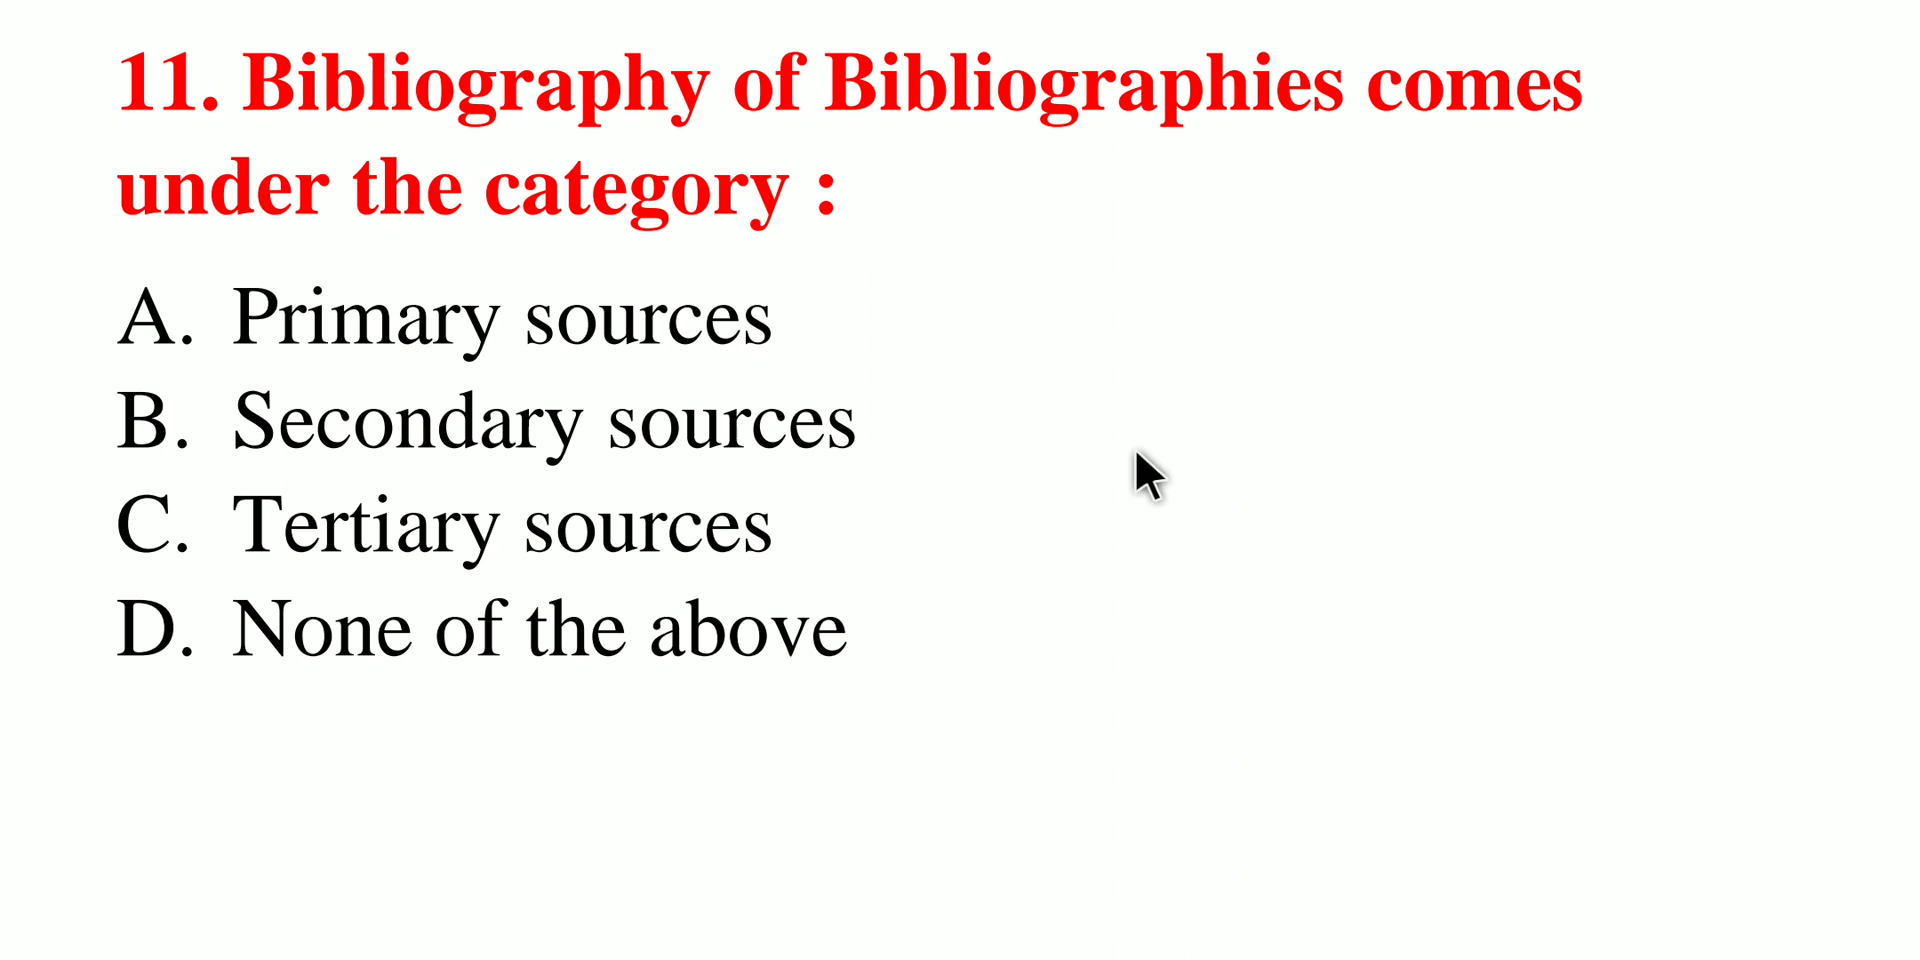 11. Bibliography of Bibliographies comes
under the category :
A. Primary sources
B. Secondary sources
C. Tertiary sources
D. None of the above